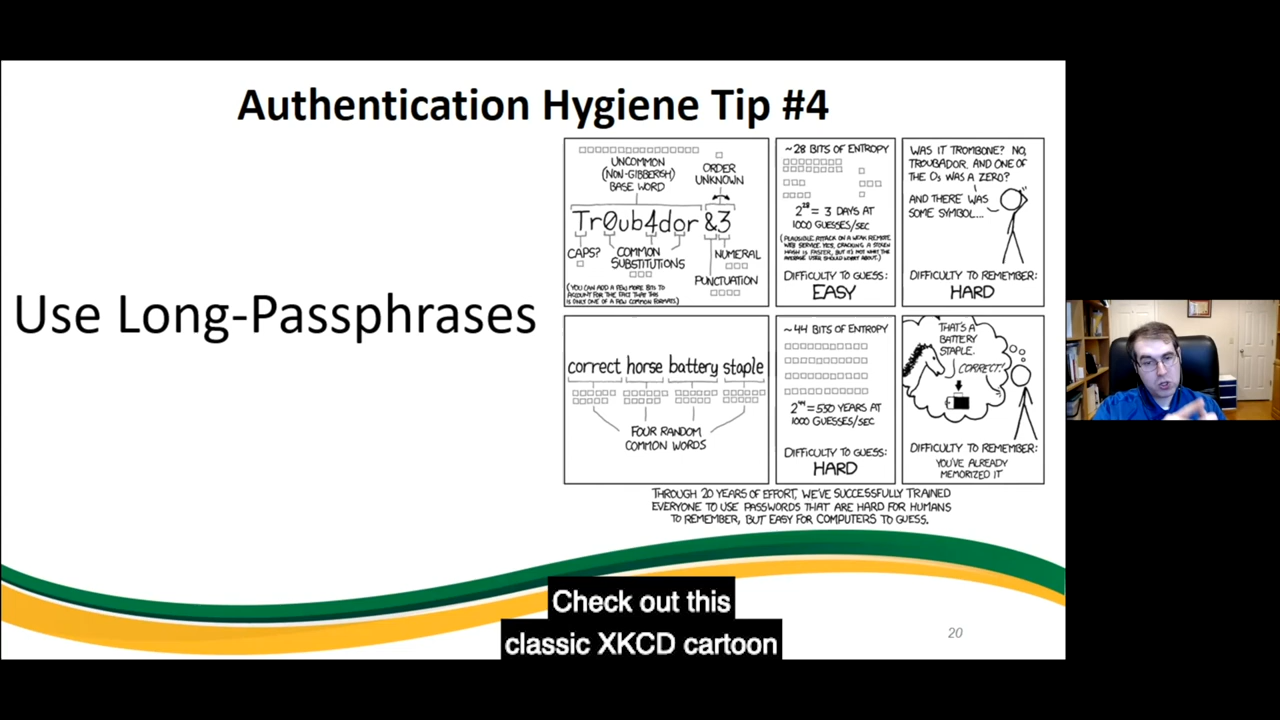 Authentication Hygiene Tip #4
Use Long-Passphrases
UNCOMMON
(NON-GIBBERISH)
BASE WORD
ORDER
UNKNOWN
Tr0ub4dor &3
CAPS?
COMMON
SUBSTITUTIONS
NUMERAL
PUNCTUATION
(YOU CAN ADD A FEW MORE BITS TO
ACCOUNT FOR THE FACT THAT THIS
IS ONLY ONE OF A FEW COMMON FORMATS.)
~28 BITS OF ENTROPY
2^28 = 3 DAYS AT
1000 GUESSES/SEC
(PLAUSIBLE ATTACK ON A WEAK REMOTE
WEB SERVICE. YES, CRACKING A STOLEN
HASH IS FASTER, BUT IT'S NOT WHAT THE
AVERAGE USER SHOULD WORRY ABOUT.)
DIFFICULTY TO GUESS:
EASY
WAS IT TROMBONE? NO,
TROUBADOR. AND ONE OF
THE Os WAS A ZERO?
AND THERE WAS
SOME SYMBOL...
DIFFICULTY TO REMEMBER:
HARD
correct horse battery staple
FOUR RANDOM
COMMON WORDS
~44 BITS OF ENTROPY
2^44 = 550 YEARS AT
1000 GUESSES/SEC
DIFFICULTY TO GUESS:
HARD
THAT'S A
BATTERY
STAPLE.
CORRECT!
DIFFICULTY TO REMEMBER:
YOU'VE ALREADY
MEMORIZED IT
THROUGH 20 YEARS OF EFFORT, WE'VE SUCCESSFULLY TRAINED
EVERYONE TO USE PASSWORDS THAT ARE HARD FOR HUMANS
TO REMEMBER, BUT EASY FOR COMPUTERS TO GUESS.
Check out this
classic XKCD cartoon
20